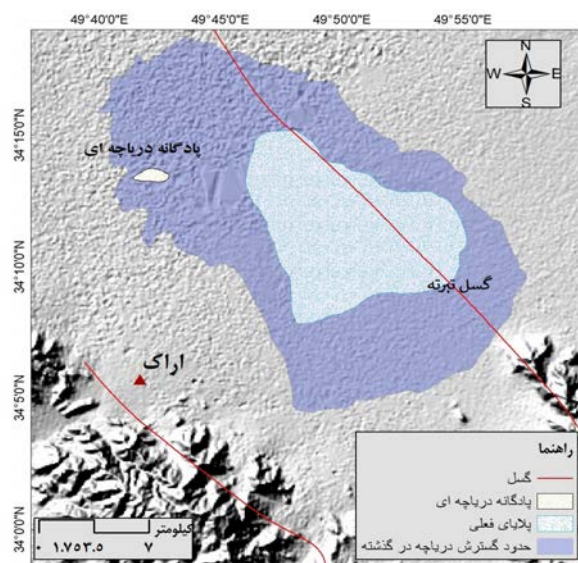 49°40'0"E 49°45'0"E 49°50'0"E 49°55'0"E
N
W E
S
34°15'0"N
34°10'0"N
34°5'0"N
34°0'0"N
پادگانه دریاچه ای
گسل تبرته
اراک
راهنما
گسل
پادگانه دریاچه ای
پلایای فعلی
حدود گسترش دریاچه در گذشته
کیلومتر
۰ ۱.۷۵۳.۵ ۷